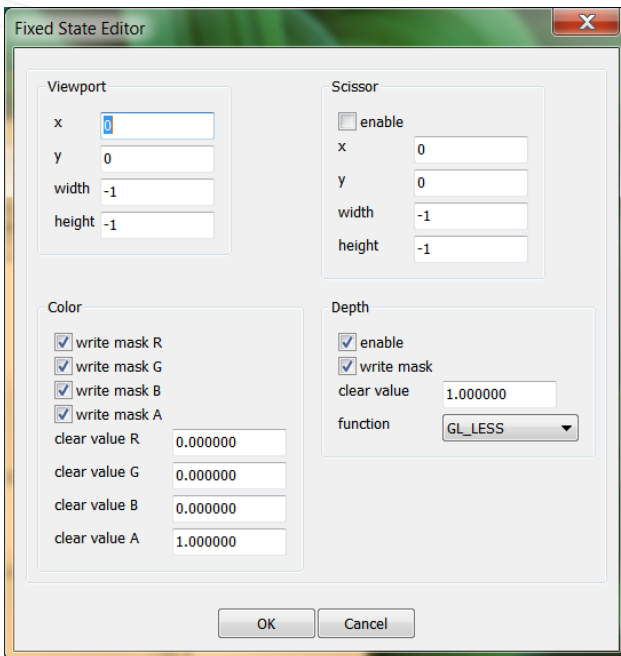 Fixed State Editor
Viewport
x 0
y 0
width -1
height -1
Scissor
enable
x 0
y 0
width -1
height -1
Color
write mask R
write mask G
write mask B
write mask A
clear value R 0.000000
clear value G 0.000000
clear value B 0.000000
clear value A 1.000000
Depth
enable
write mask
clear value 1.000000
function GL_LESS
OK Cancel